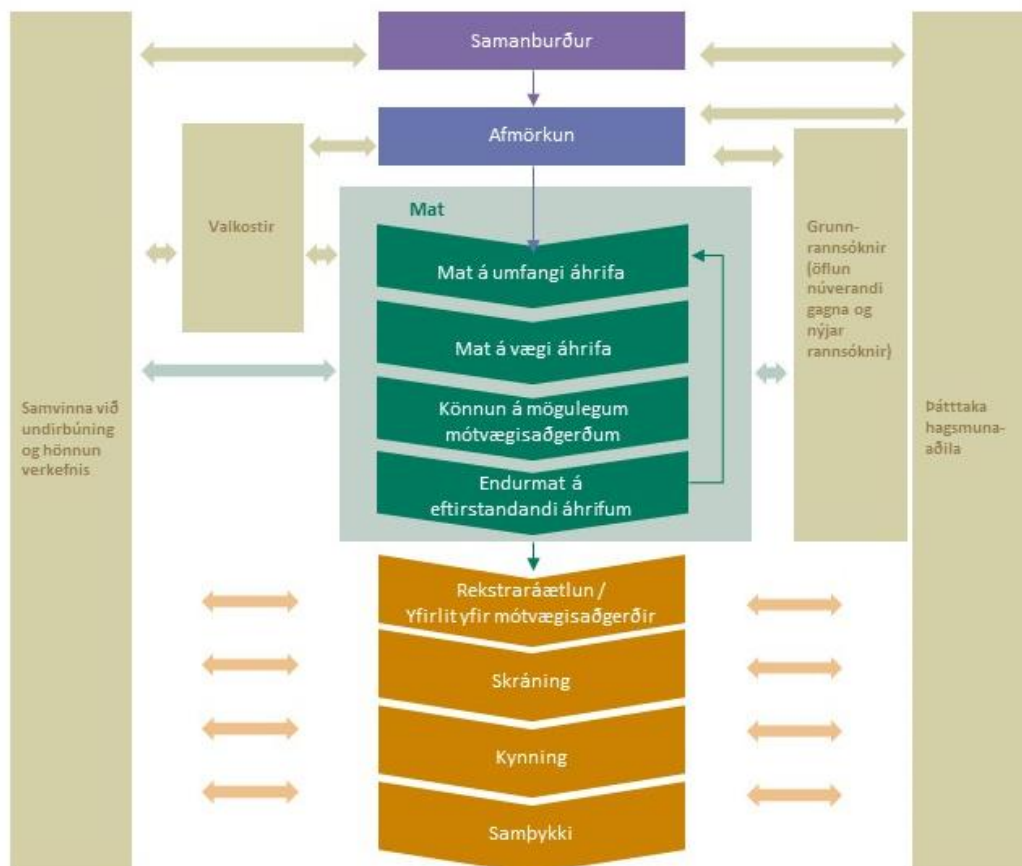 Samanburður
Afmörkun
Valkostir
Mat
Mat á umfangi áhrifa
Mat á vægi áhrifa
Könnun á mögulegum
mótvægisaðgerðum
Endurmat á
eftirstandandi áhrifum
Grunn-
rannsóknir
(öflun
núverandi
gagna og
nýjar
rannsóknir)
Samvinna við
undirbúning
og hönnun
verkefnis
Þátttaka
hagsmuna-
aðila
Rekstraráætlun /
Yfirlit yfir mótvægisaðgerðir
Skráning
Kynning
Samþykki